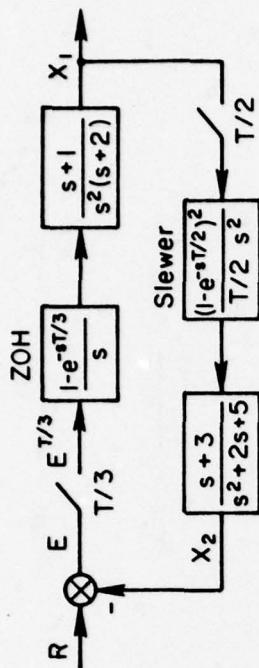 R
E
E^{T/3}
T/3
ZOH
1-e^{-sT/3}
s
s+1
s²(s+2)
X₁
T/2
Slewer
(1-e^{-sT/2})²
T/2 s²
s+3
s²+2s+5
X₂
-